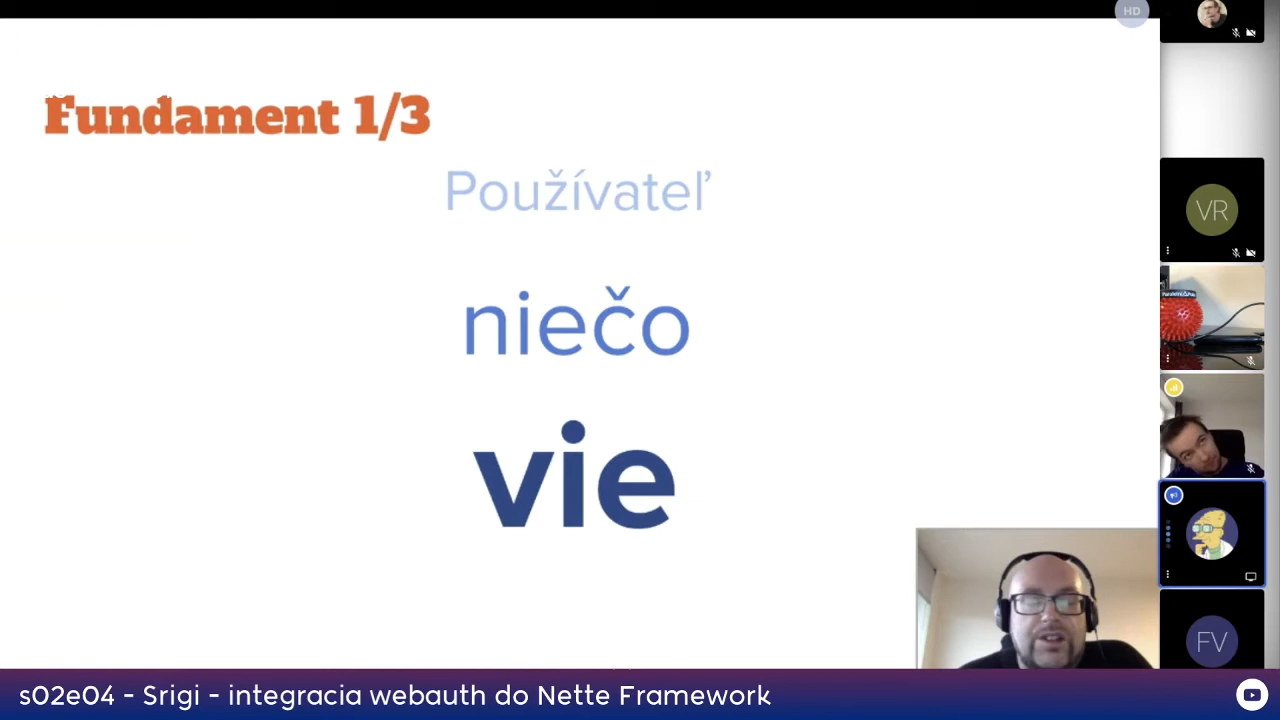 HD
Fundament 1/3
Používateľ
niečo
vie
VR
FV
s02e04 - Srigi - integracia webauth do Nette Framework